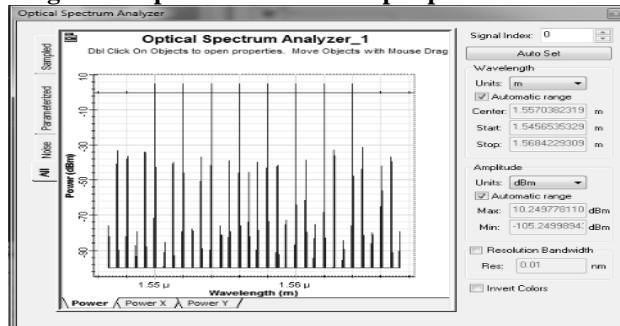 Optical Spectrum Analyzer
Optical Spectrum Analyzer_1
Dbl Click On Objects to open properties. Move Objects with Mouse Drag
Sampled
Parameterized
Noise
All
Power (dBm)
10
-10
-30
-50
-70
-90
1.55 µ
1.56 µ
Wavelength (m)
Power
Power X
Power Y
Signal Index: 0
Auto Set
Wavelength
Units: m
Automatic range
Center: 1.5570382319 m
Start: 1.5456535329 m
Stop: 1.5684229309 m
Amplitude
Units: dBm
Automatic range
Max: 10.249778110 dBm
Min: -105.2499894 dBm
Resolution Bandwidth
Res: 0.01 nm
Invert Colors